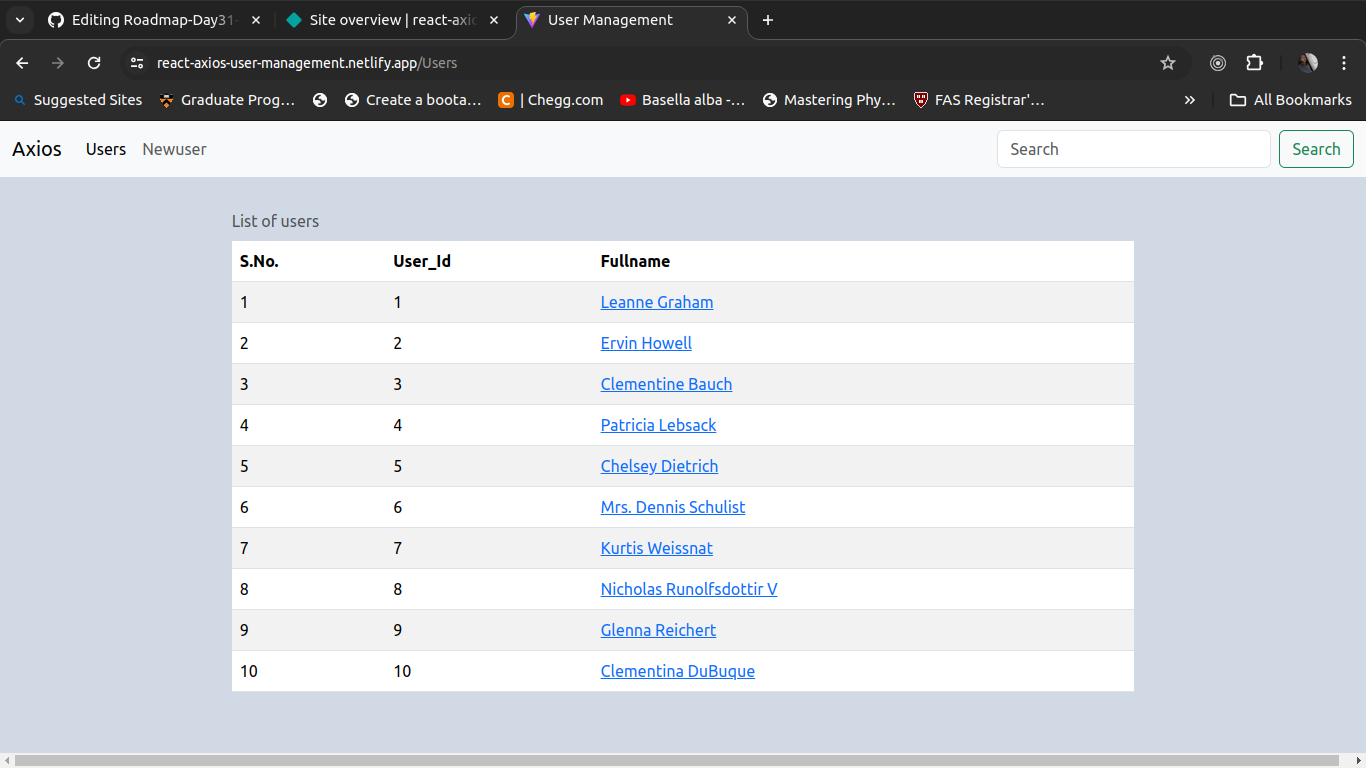 Editing Roadmap-Day31- Site overview | react-axio User Management
react-axios-user-management.netlify.app/Users
Suggested Sites Graduate Prog... Create a boota... | Chegg.com Basella alba -... Mastering Phy... FAS Registrar'... » All Bookmarks
Axios Users Newuser Search Search
List of users
S.No. User_Id Fullname
1 1 Leanne Graham
2 2 Ervin Howell
3 3 Clementine Bauch
4 4 Patricia Lebsack
5 5 Chelsey Dietrich
6 6 Mrs. Dennis Schulist
7 7 Kurtis Weissnat
8 8 Nicholas Runolfsdottir V
9 9 Glenna Reichert
10 10 Clementina DuBuque